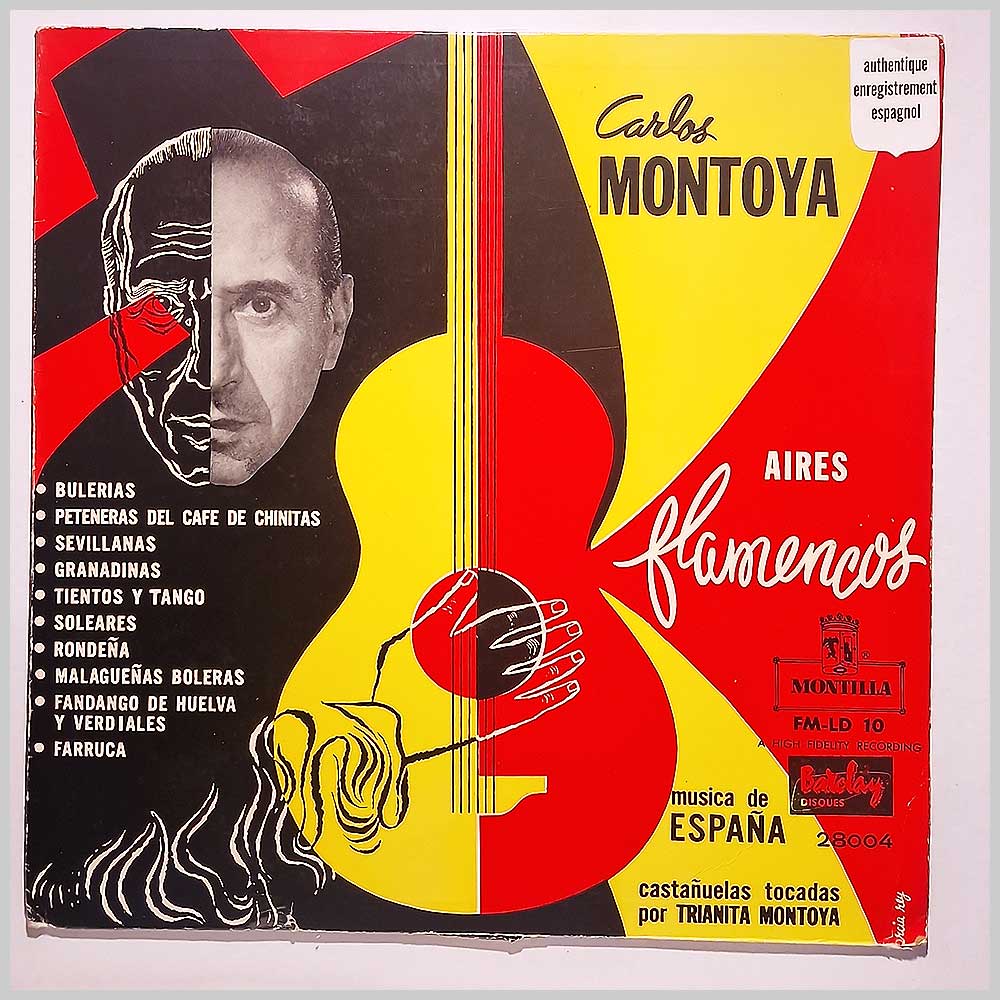 authentique
enregistrement
espagnol
Carlos
MONTOYA
AIRES
flamencos
• BULERIAS
• PETENERAS DEL CAFE DE CHINITAS
• SEVILLANAS
• GRANADINAS
• TIENTOS Y TANGO
• SOLEARES
• RONDEÑA
• MALAGUEÑAS BOLERAS
• FANDANGO DE HUELVA
Y VERDIALES
• FARRUCA
MONTILLA
FM-LD 10
A HIGH FIDELITY RECORDING
Barclay
DISQUES
28004
musica de
ESPAÑA
castañuelas tocadas
por TRIANITA MONTOYA